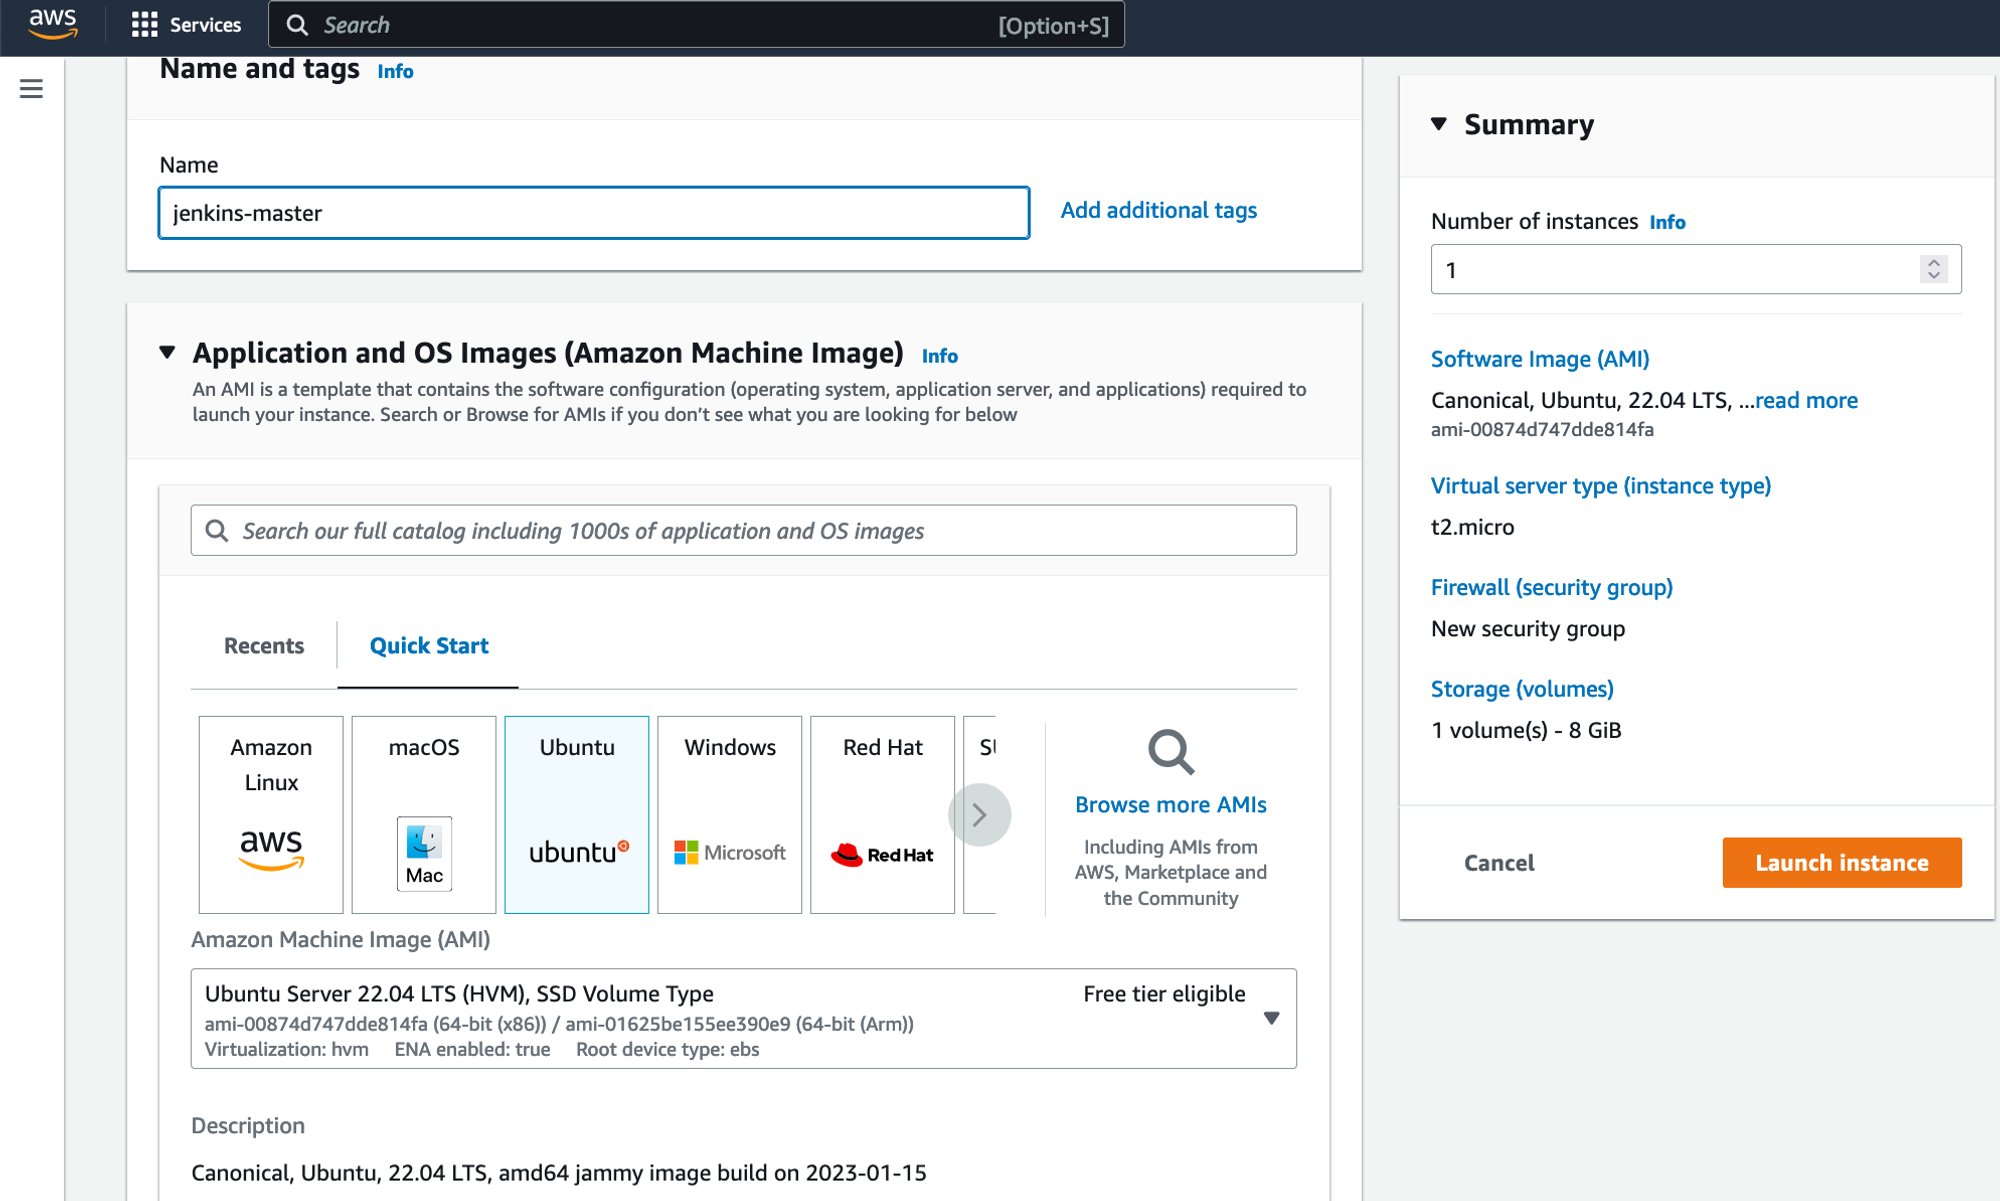 aws
Services
Search
[Option+S]
Name and tags Info
Name
jenkins-master
Add additional tags
Application and OS Images (Amazon Machine Image) Info
An AMI is a template that contains the software configuration (operating system, application server, and applications) required to
launch your instance. Search or Browse for AMIs if you don’t see what you are looking for below
Search our full catalog including 1000s of application and OS images
Recents
Quick Start
Amazon
Linux
aws
macOS
Mac
Ubuntu
ubuntu
Windows
Microsoft
Red Hat
Red Hat
Browse more AMIs
Including AMIs from
AWS, Marketplace and
the Community
Amazon Machine Image (AMI)
Ubuntu Server 22.04 LTS (HVM), SSD Volume Type
Free tier eligible
ami-00874d747dde814fa (64-bit (x86)) / ami-01625be155ee390e9 (64-bit (Arm))
Virtualization: hvm ENA enabled: true Root device type: ebs
Description
Canonical, Ubuntu, 22.04 LTS, amd64 jammy image build on 2023-01-15
Summary
Number of instances Info
1
Software Image (AMI)
Canonical, Ubuntu, 22.04 LTS, ...read more
ami-00874d747dde814fa
Virtual server type (instance type)
t2.micro
Firewall (security group)
New security group
Storage (volumes)
1 volume(s) - 8 GiB
Cancel
Launch instance